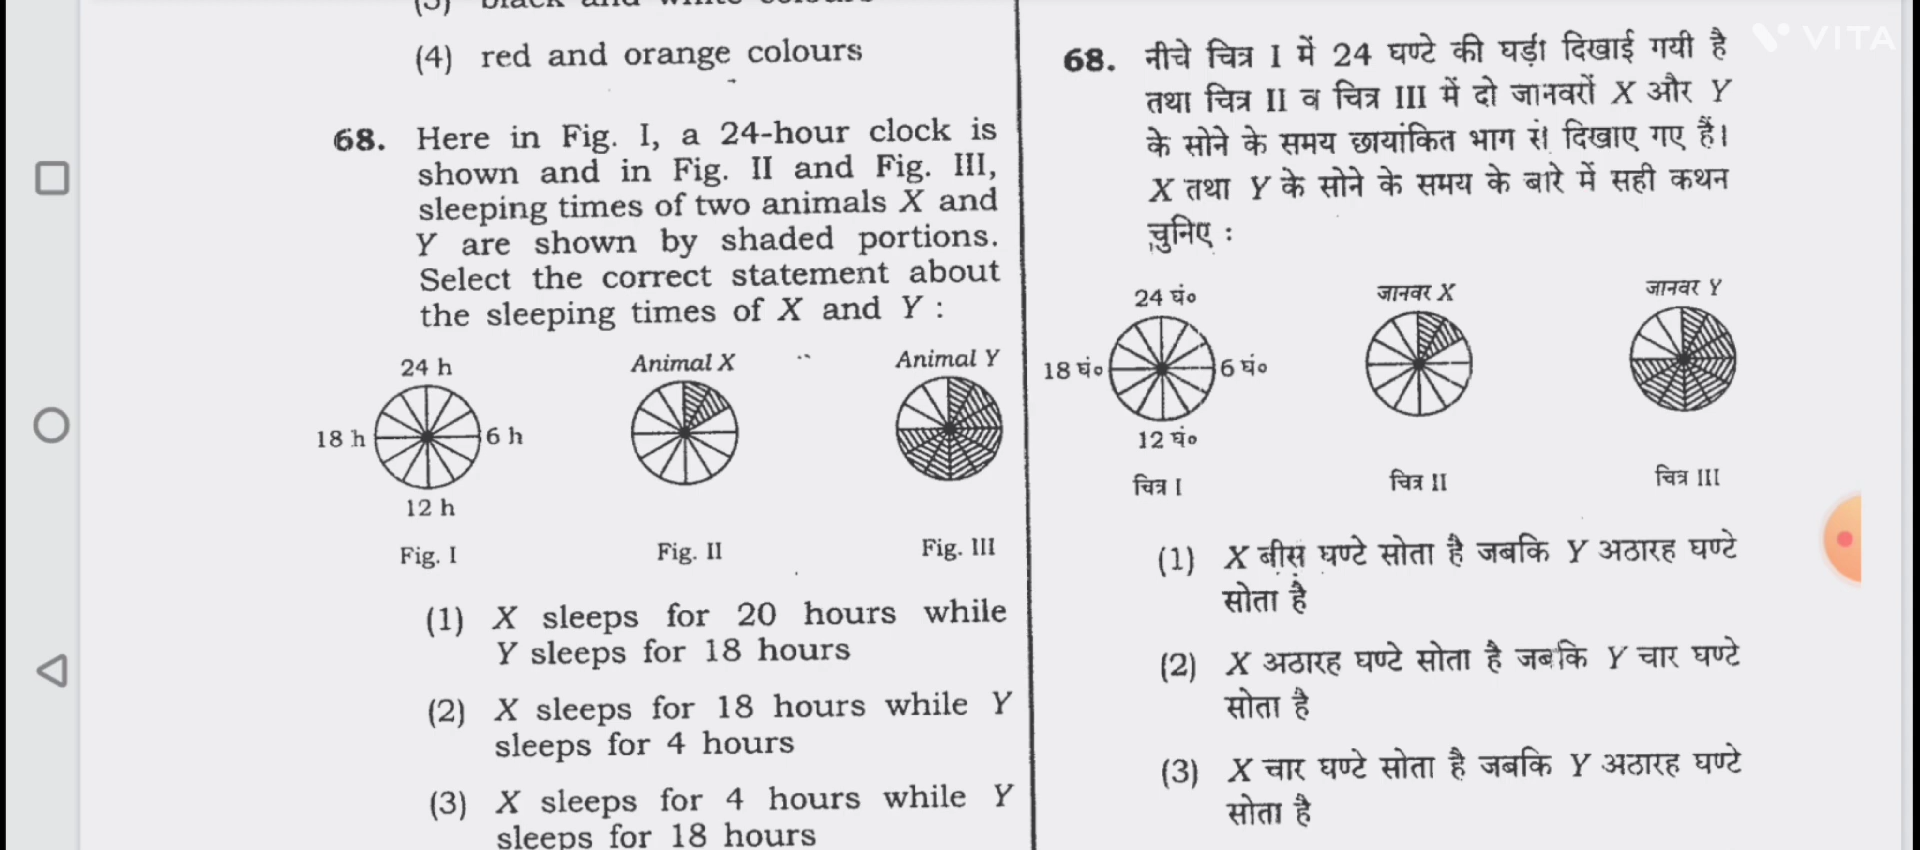 (4) red and orange colours
68. Here in Fig. I, a 24-hour clock is
shown and in Fig. II and Fig. III,
sleeping times of two animals X and
Y are shown by shaded portions.
Select the correct statement about
the sleeping times of X and Y :
24 h
18 h
6 h
12 h
Fig. I
Animal X
Fig. II
Animal Y
Fig. III
(1) X sleeps for 20 hours while
Y sleeps for 18 hours
(2) X sleeps for 18 hours while Y
sleeps for 4 hours
(3) X sleeps for 4 hours while Y
sleeps for 18 hours
VITA
68. नीचे चित्र I में 24 घण्टे की घड़ी दिखाई गयी है
तथा चित्र II व चित्र III में दो जानवरों X और Y
के सोने के समय छायांकित भाग से दिखाए गए हैं।
X तथा Y के सोने के समय के बारे में सही कथन
चुनिए :
24 घं०
18 घं०
6 घं०
12 घं०
चित्र I
जानवर X
चित्र II
जानवर Y
चित्र III
(1) X बीस घण्टे सोता है जबकि Y अठारह घण्टे
सोता है
(2) X अठारह घण्टे सोता है जबकि Y चार घण्टे
सोता है
(3) X चार घण्टे सोता है जबकि Y अठारह घण्टे
सोता है